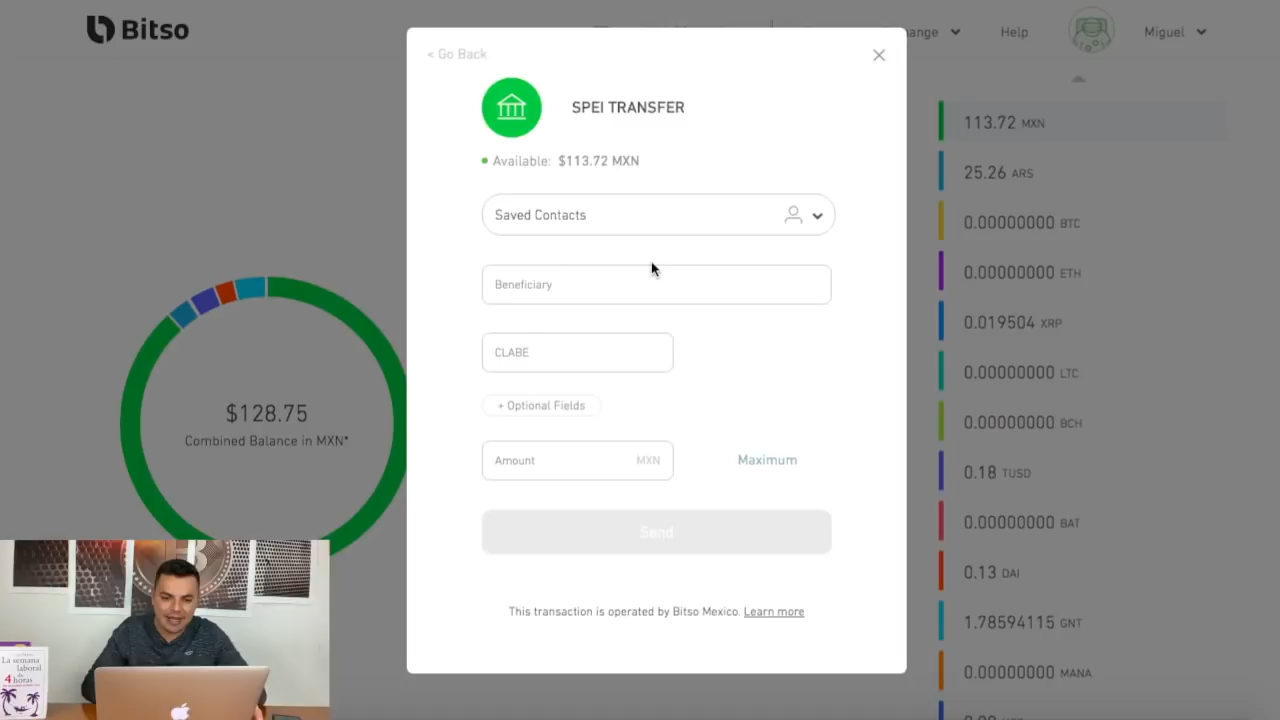 Bitso
ange
Help
Miguel
< Go Back
SPEI TRANSFER
Available: $113.72 MXN
Saved Contacts
Beneficiary
CLABE
+ Optional Fields
Amount MXN Maximum
Send
This transaction is operated by Bitso Mexico. Learn more
$128.75
Combined Balance in MXN*
113.72 MXN
25.26 ARS
0.00000000 BTC
0.00000000 ETH
0.019504 XRP
0.00000000 LTC
0.00000000 BCH
0.18 TUSD
0.00000000 BAT
0.13 DAI
1.78594115 GNT
0.00000000 MANA
La semana
laboral
de
4 horas